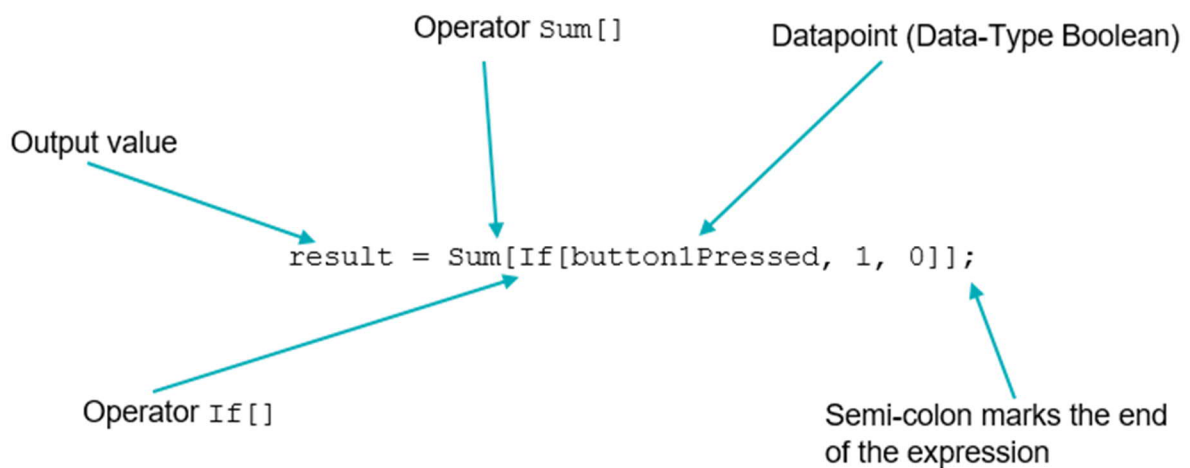 Operator Sum[]
Datapoint (Data-Type Boolean)
Output value
result = Sum[If[button1Pressed, 1, 0]];
Operator If[]
Semi-colon marks the end
of the expression